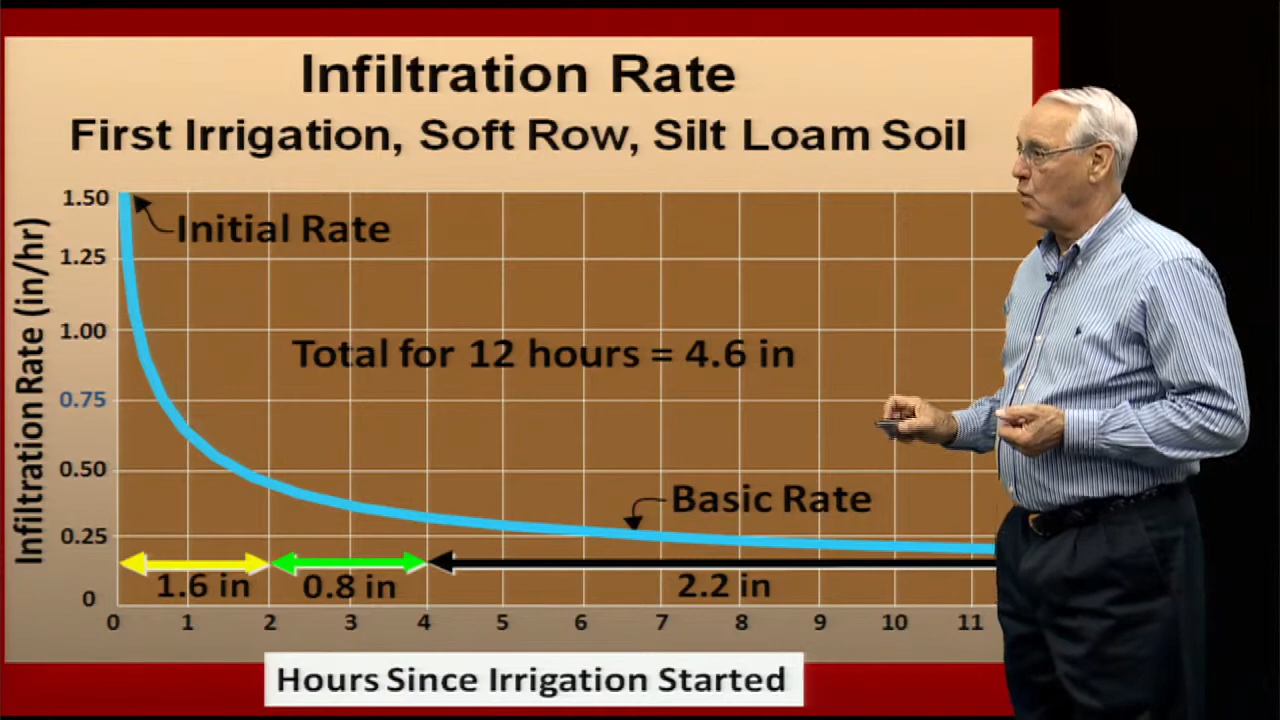 Infiltration Rate
First Irrigation, Soft Row, Silt Loam Soil
Infiltration Rate (in/hr)
1.50
1.25
1.00
0.75
0.50
0.25
0
Initial Rate
Total for 12 hours = 4.6 in
Basic Rate
1.6 in
0.8 in
2.2 in
0 1 2 3 4 5 6 7 8 9 10 11
Hours Since Irrigation Started